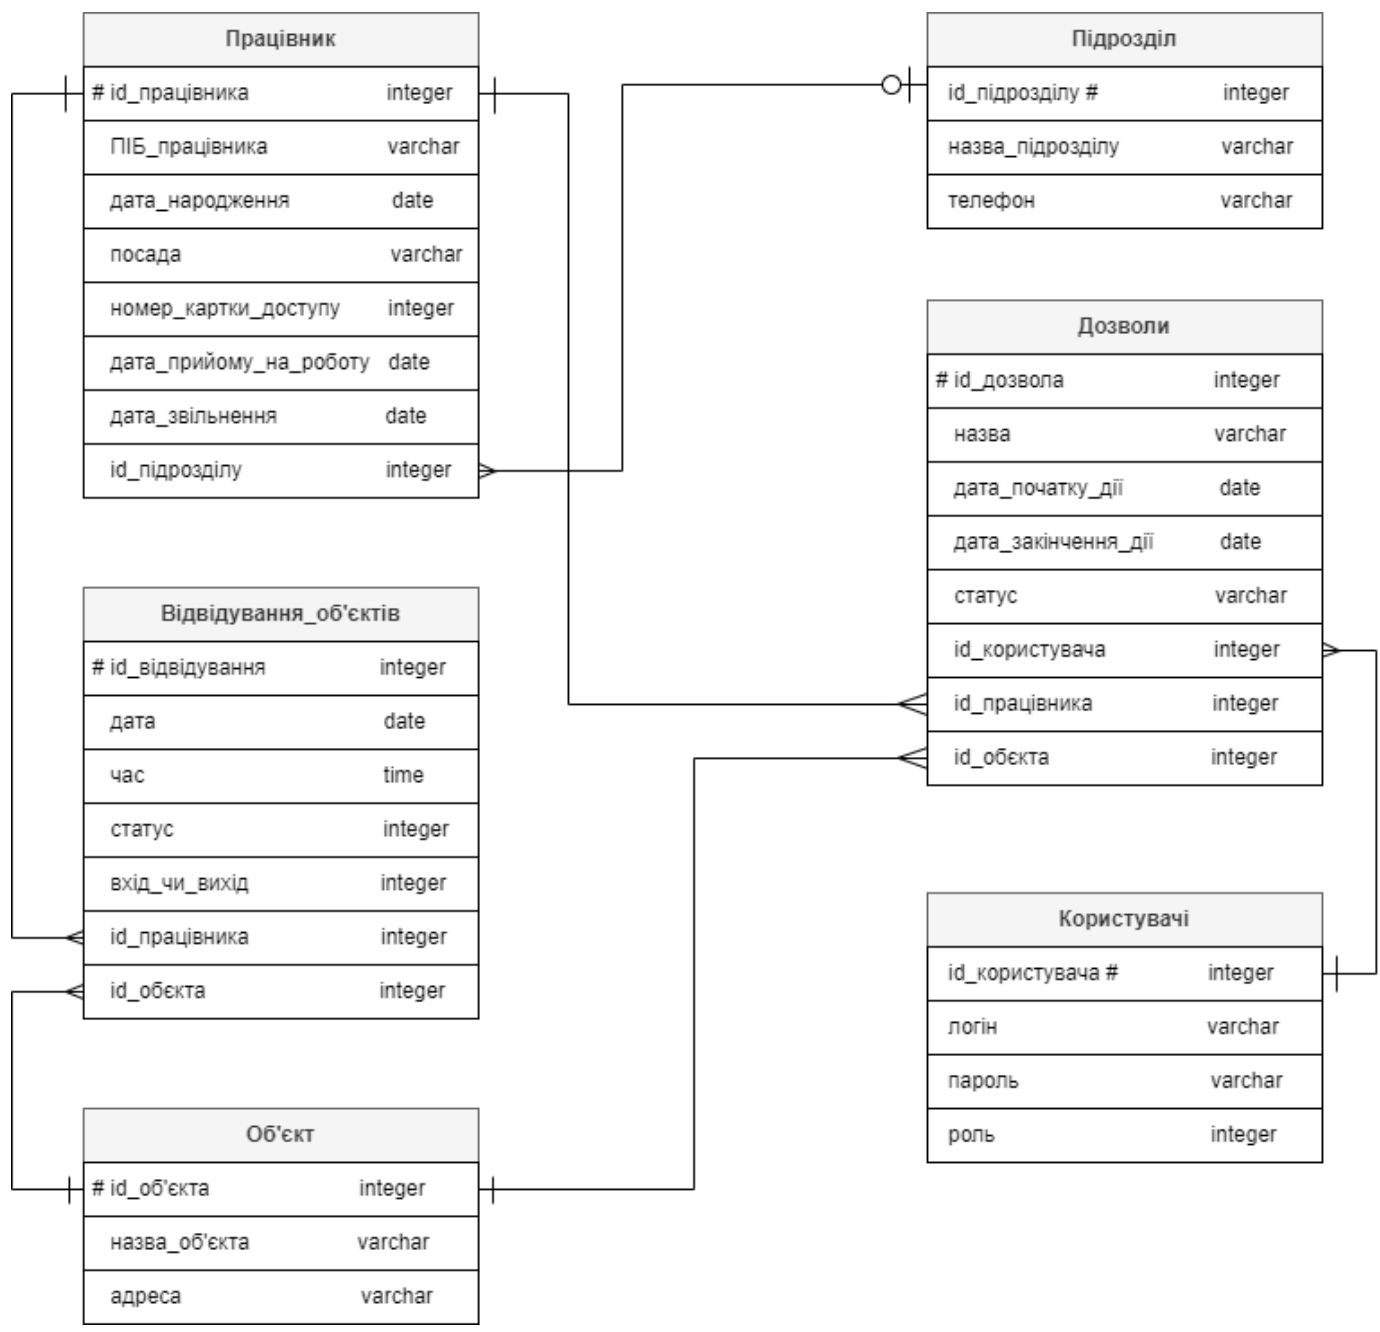 Працівник
# id_працівника integer
ПІБ_працівника varchar
дата_народження date
посада varchar
номер_картки_доступу integer
дата_прийому_на_роботу date
дата_звільнення date
id_підрозділу integer
Підрозділ
id_підрозділу # integer
назва_підрозділу varchar
телефон varchar
Дозволи
# id_дозвола integer
назва varchar
дата_початку_дії date
дата_закінчення_дії date
статус varchar
id_користувача integer
id_працівника integer
id_обєкта integer
Відвідування_об'єктів
# id_відвідування integer
дата date
час time
статус integer
вхід_чи_вихід integer
id_працівника integer
id_обєкта integer
Користувачі
id_користувача # integer
логін varchar
пароль varchar
роль integer
Об'єкт
# id_об'єкта integer
назва_об'єкта varchar
адреса varchar